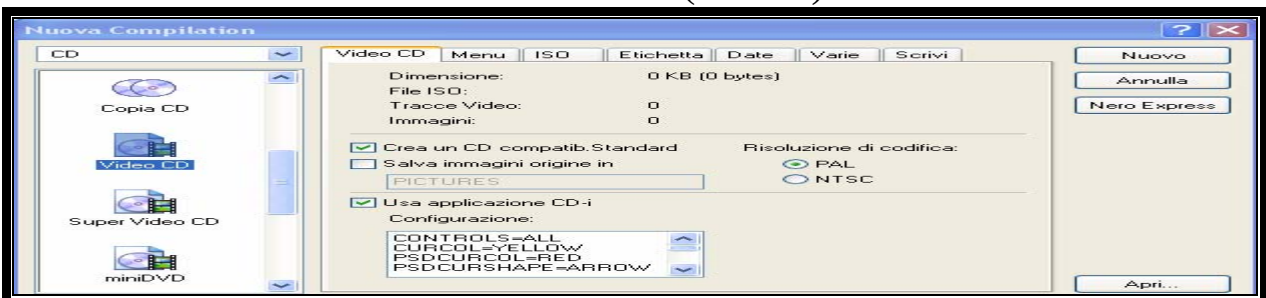 Nuova Compilation
CD
Copia CD
Video CD
Super Video CD
miniDVD
Video CD Menu ISO Etichetta Date Varie Scrivi
Dimensione: 0 KB (0 bytes)
File ISO:
Tracce Video: 0
Immagini: 0
Crea un CD compatib.Standard
Salva immagini origine in
PICTURES
Risoluzione di codifica:
PAL
NTSC
Usa applicazione CD-i
Configurazione:
CONTROLS=ALL
CURCOL=YELLOW
PSDCURCOL=RED
PSDCURSHAPE=ARROW
Nuovo
Annulla
Nero Express
Apri...